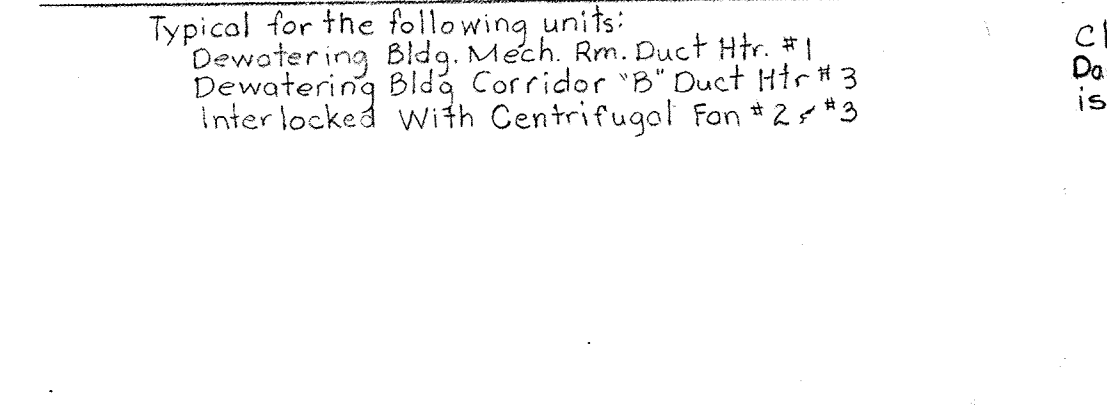 Typical for the following units:
Dewatering Bldg. Mech. Rm. Duct Htr. #1
Dewatering Bldg Corridor "B" Duct Htr #3
Interlocked With Centrifugal Fan #2 & #3
Cl
Da
is